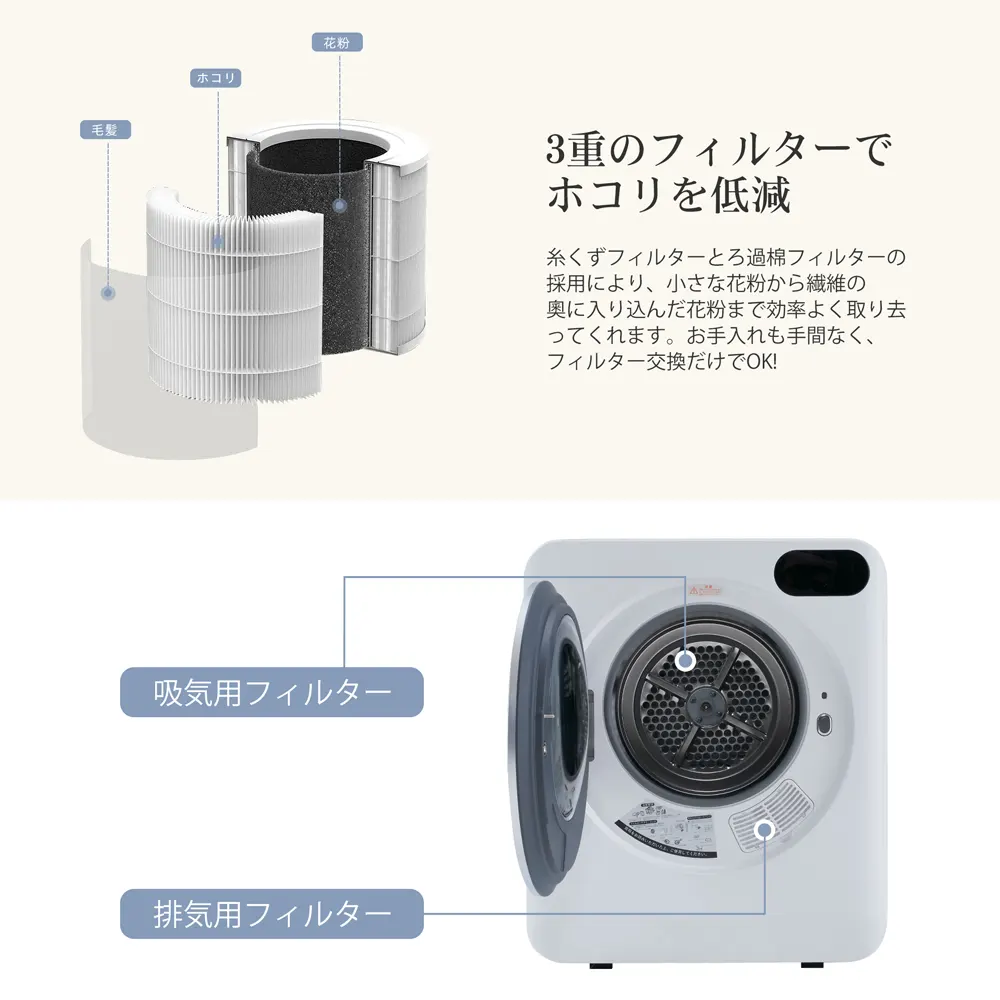 花粉
ホコリ
毛髪
3重のフィルターで
ホコリを低減
糸くずフィルターとろ過棉フィルターの
採用により、小さな花粉から繊維の
奥に入り込んだ花粉まで効率よく取り去
ってくれます。お手入れも手間なく、
フィルター交換だけでOK!
吸気用フィルター
排気用フィルター